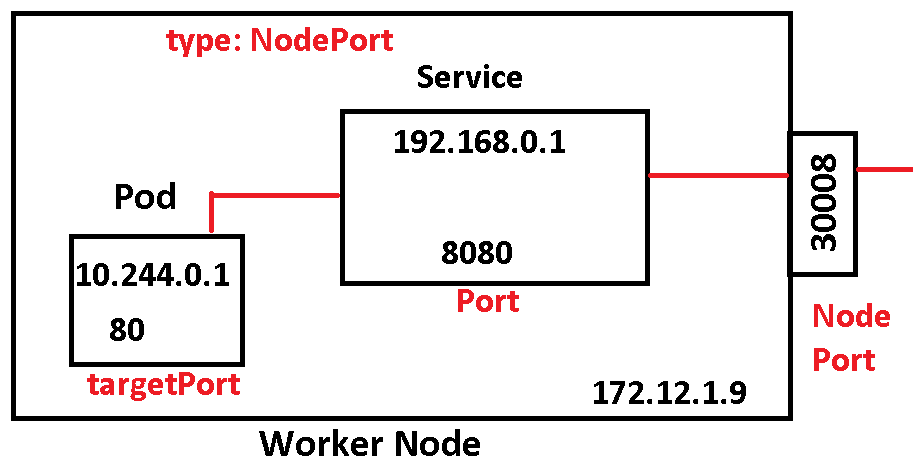 type: NodePort
Service
192.168.0.1
8080
Port
Pod
10.244.0.1
80
targetPort
30008
Node
Port
172.12.1.9
Worker Node